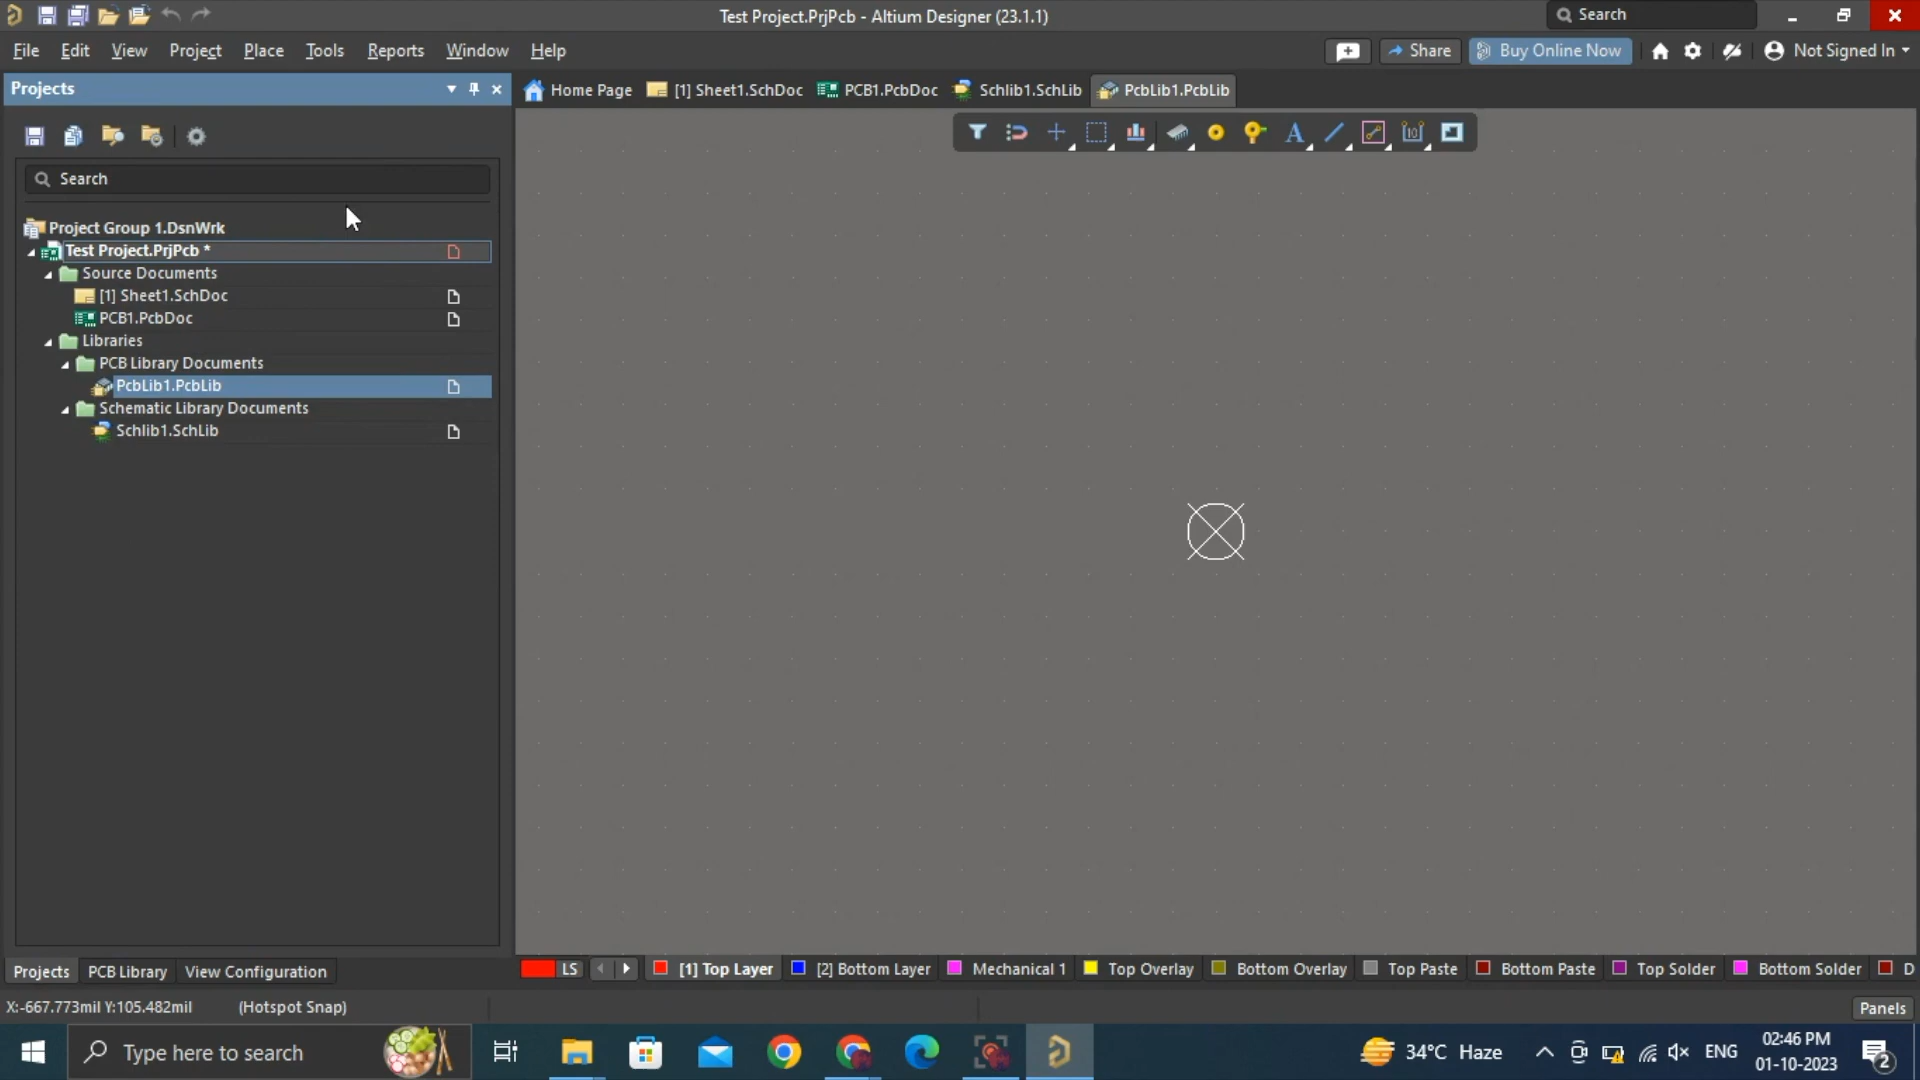 Test Project.PrjPcb - Altium Designer (23.1.1)
Search
File Edit View Project Place Tools Reports Window Help
Share
Buy Online Now
Not Signed In
Projects
Home Page
[1] Sheet1.SchDoc
PCB1.PcbDoc
Schlib1.SchLib
PcbLib1.PcbLib
Search
Project Group 1.DsnWrk
Test Project.PrjPcb *
Source Documents
[1] Sheet1.SchDoc
PCB1.PcbDoc
Libraries
PCB Library Documents
PcbLib1.PcbLib
Schematic Library Documents
Schlib1.SchLib
Projects PCB Library View Configuration
LS [1] Top Layer [2] Bottom Layer Mechanical 1 Top Overlay Bottom Overlay Top Paste Bottom Paste Top Solder Bottom Solder D
X:-667.773mil Y:105.482mil (Hotspot Snap)
Panels
Type here to search
34°C Haze
ENG
02:46 PM
01-10-2023
2